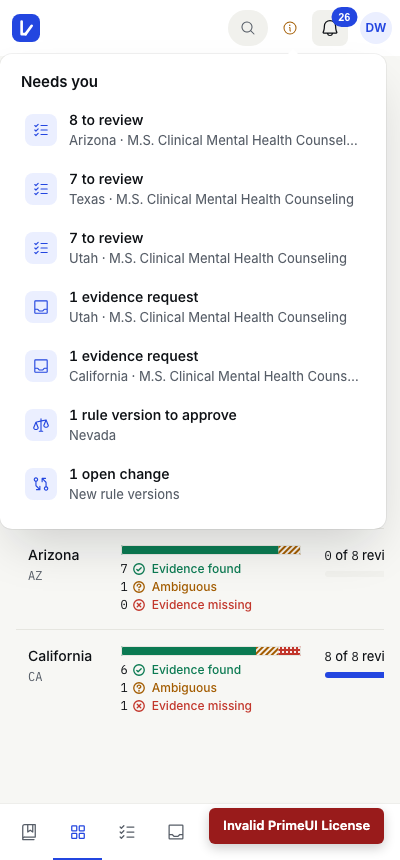 26
DW
Needs you
8 to review
Arizona · M.S. Clinical Mental Health Counsel...
7 to review
Texas · M.S. Clinical Mental Health Counseling
7 to review
Utah · M.S. Clinical Mental Health Counseling
1 evidence request
Utah · M.S. Clinical Mental Health Counseling
1 evidence request
California · M.S. Clinical Mental Health Couns...
1 rule version to approve
Nevada
1 open change
New rule versions
Arizona
AZ
7 Evidence found
1 Ambiguous
0 Evidence missing
0 of 8 revi
California
CA
6 Evidence found
1 Ambiguous
1 Evidence missing
8 of 8 revi
Invalid PrimeUI License